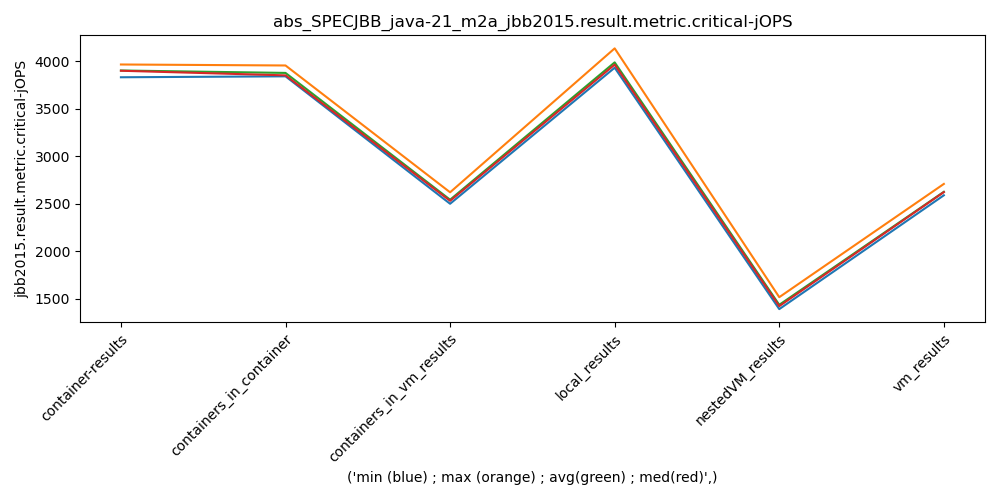 abs_SPECJBB_java-21_m2a_jbb2015.result.metric.critical-jOPS
jbb2015.result.metric.critical-jOPS
4000
3500
3000
2500
2000
1500
container-results
containers_in_container
containers_in_vm_results
local_results
nestedVM_results
vm_results
('min (blue) ; max (orange) ; avg(green) ; med(red)',)